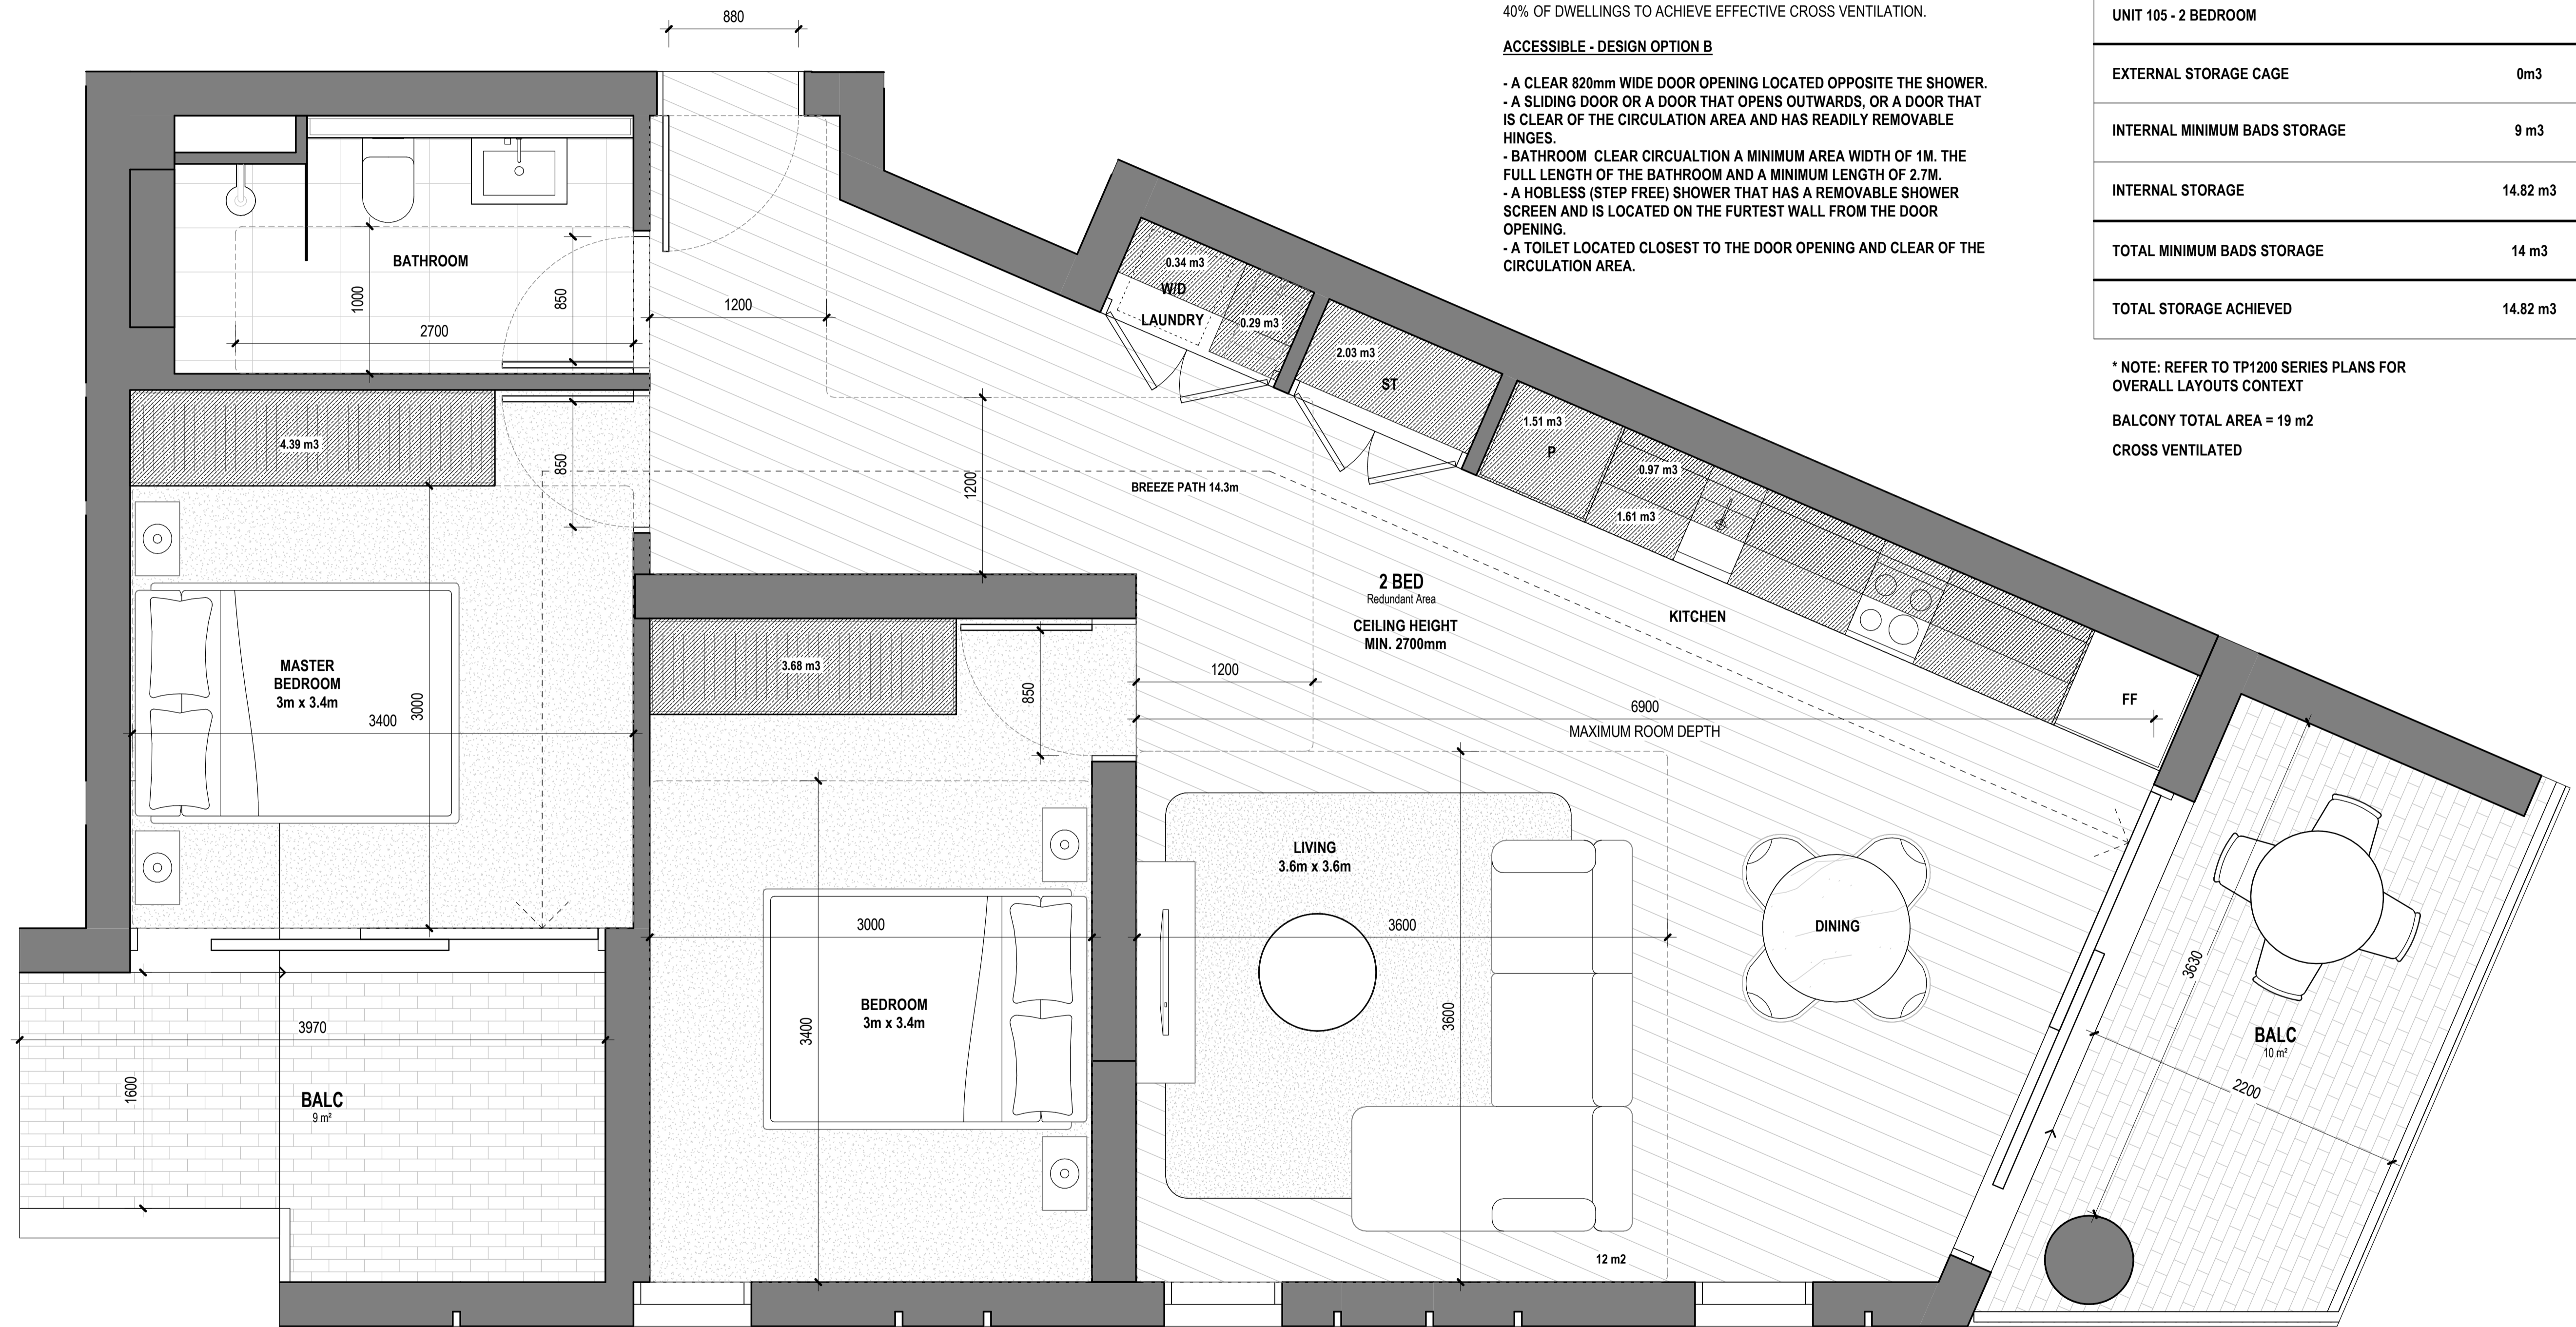 880
40% OF DWELLINGS TO ACHIEVE EFFECTIVE CROSS VENTILATION.
ACCESSIBLE - DESIGN OPTION B
- A CLEAR 820mm WIDE DOOR OPENING LOCATED OPPOSITE THE SHOWER.
- A SLIDING DOOR OR A DOOR THAT OPENS OUTWARDS, OR A DOOR THAT
IS CLEAR OF THE CIRCULATION AREA AND HAS READILY REMOVABLE
HINGES.
- BATHROOM CLEAR CIRCUALTION A MINIMUM AREA WIDTH OF 1M. THE
FULL LENGTH OF THE BATHROOM AND A MINIMUM LENGTH OF 2.7M.
- A HOBLESS (STEP FREE) SHOWER THAT HAS A REMOVABLE SHOWER
SCREEN AND IS LOCATED ON THE FURTEST WALL FROM THE DOOR
OPENING.
- A TOILET LOCATED CLOSEST TO THE DOOR OPENING AND CLEAR OF THE
CIRCULATION AREA.
UNIT 105 - 2 BEDROOM
EXTERNAL STORAGE CAGE 0m3
INTERNAL MINIMUM BADS STORAGE 9 m3
INTERNAL STORAGE 14.82 m3
TOTAL MINIMUM BADS STORAGE 14 m3
TOTAL STORAGE ACHIEVED 14.82 m3
* NOTE: REFER TO TP1200 SERIES PLANS FOR
OVERALL LAYOUTS CONTEXT
BALCONY TOTAL AREA = 19 m2
CROSS VENTILATED
BATHROOM
1000
850
2700
1200
0.34 m3
W/D
LAUNDRY
0.29 m3
2.03 m3
ST
1.51 m3
P
0.97 m3
1.61 m3
4.39 m3
850
1200
BREEZE PATH 14.3m
2 BED
Redundant Area
CEILING HEIGHT
MIN. 2700mm
KITCHEN
MASTER
BEDROOM
3m x 3.4m
3400
3000
3.68 m3
850
1200
6900
MAXIMUM ROOM DEPTH
FF
LIVING
3.6m x 3.6m
3000
3600
DINING
BEDROOM
3m x 3.4m
3400
3600
3970
1600
BALC
9 m²
3630
BALC
10 m²
2200
12 m2